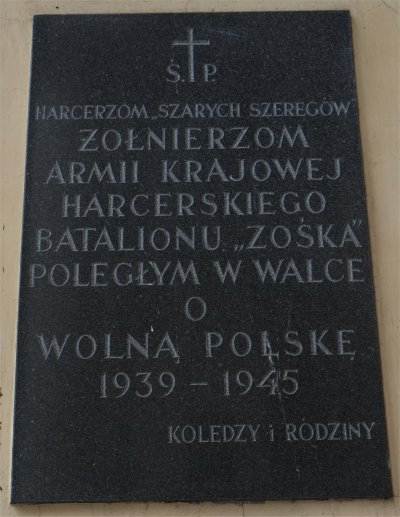 Ś. P.
HARCERZOM „SZARYCH SZEREGÓW
ŻOŁNIERZOM
ARMII KRAJOWEJ
HARCERSKIEGO
BATALIONU „ZOŚKA”
POLEGŁYM W WALCE
O
WOLNĄ POLSKĘ
1939 – 1945
KOLEDZY i RODZINY